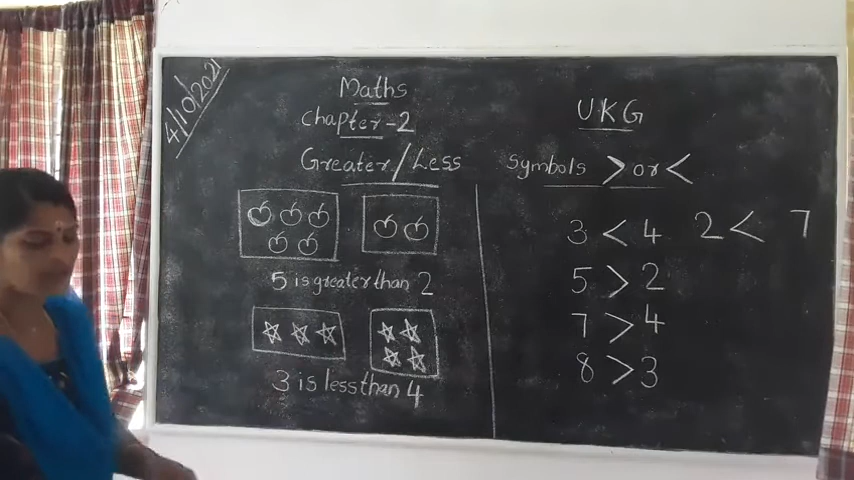 4/10/2021
Maths
Chapter-2
Greater/Less
5 is greater than 2
3 is less than 4
UKG
Symbols > or <
3 < 4 2 < 7
5 > 2
7 > 4
8 > 3